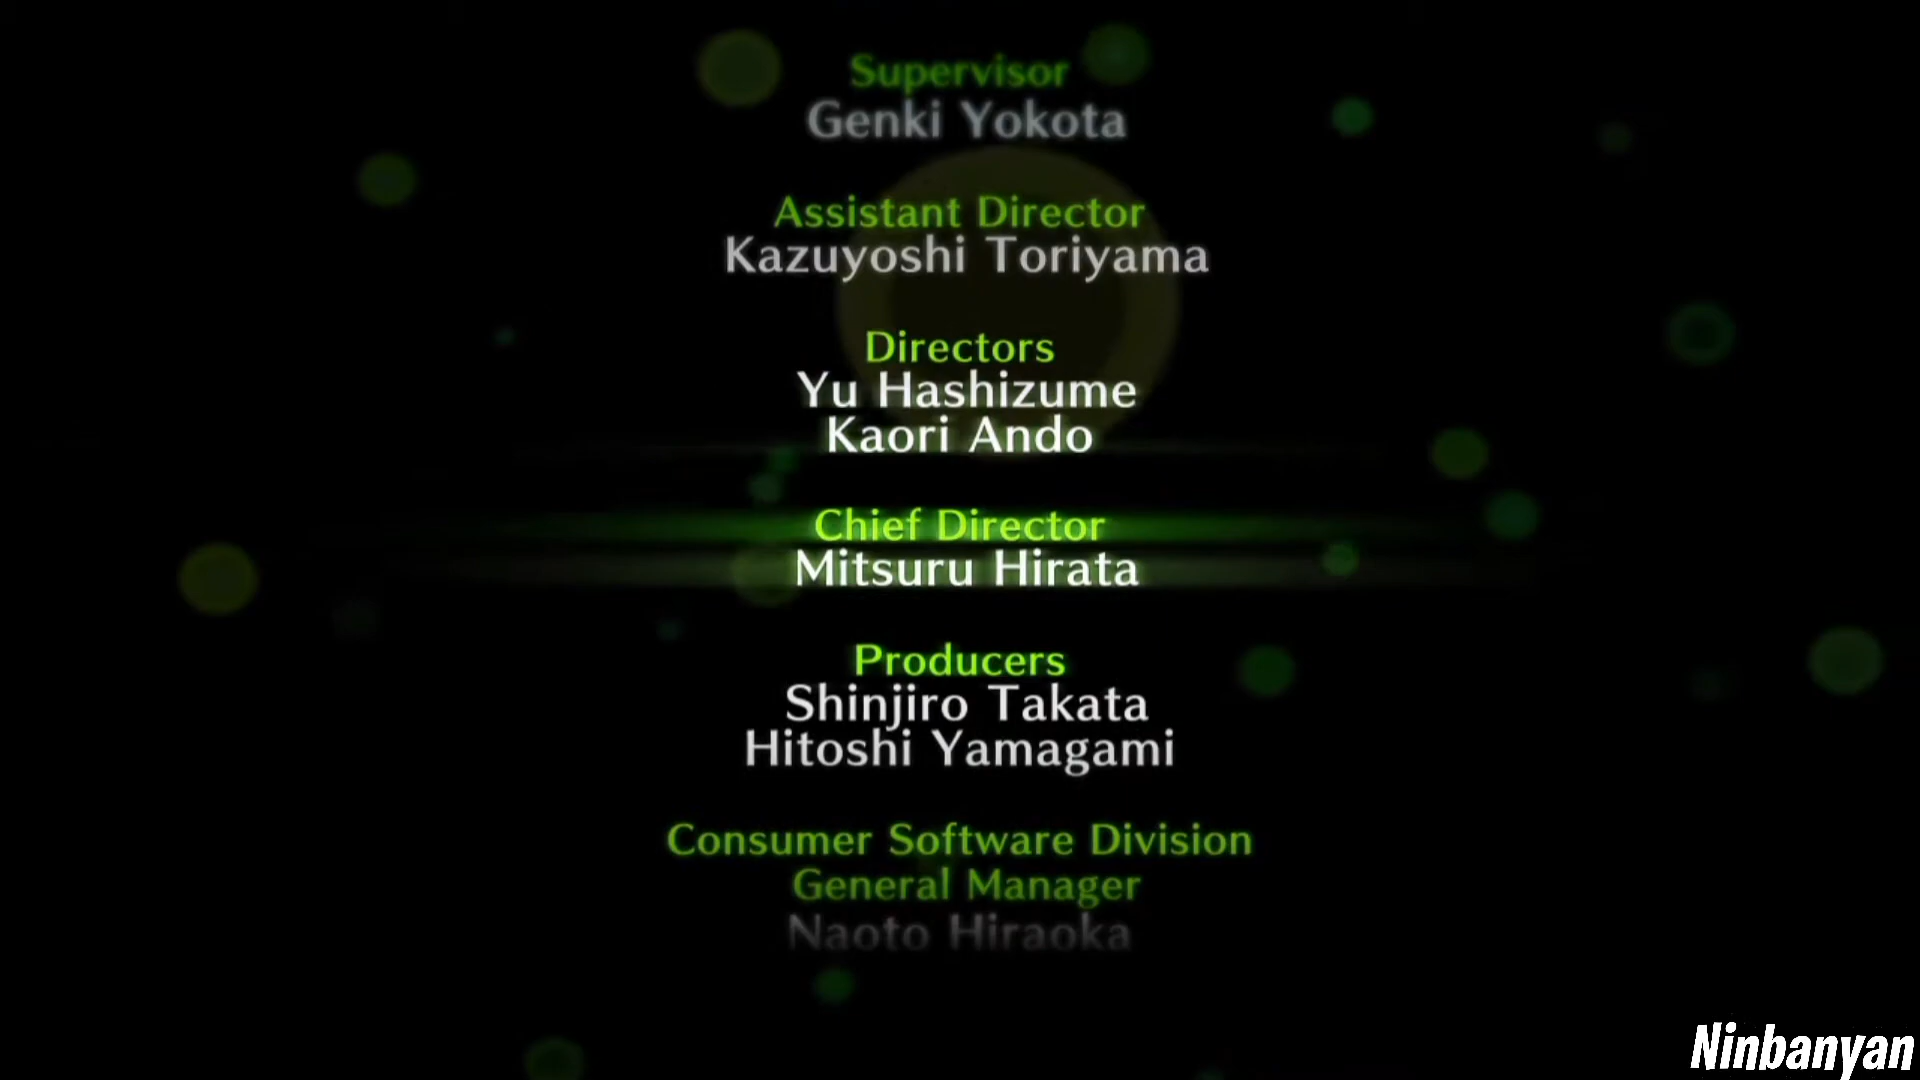 Supervisor
Genki Yokota
Assistant Director
Kazuyoshi Toriyama
Directors
Yu Hashizume
Kaori Ando
Chief Director
Mitsuru Hirata
Producers
Shinjiro Takata
Hitoshi Yamagami
Consumer Software Division
General Manager
Naoto Hiraoka
Ninbanyan